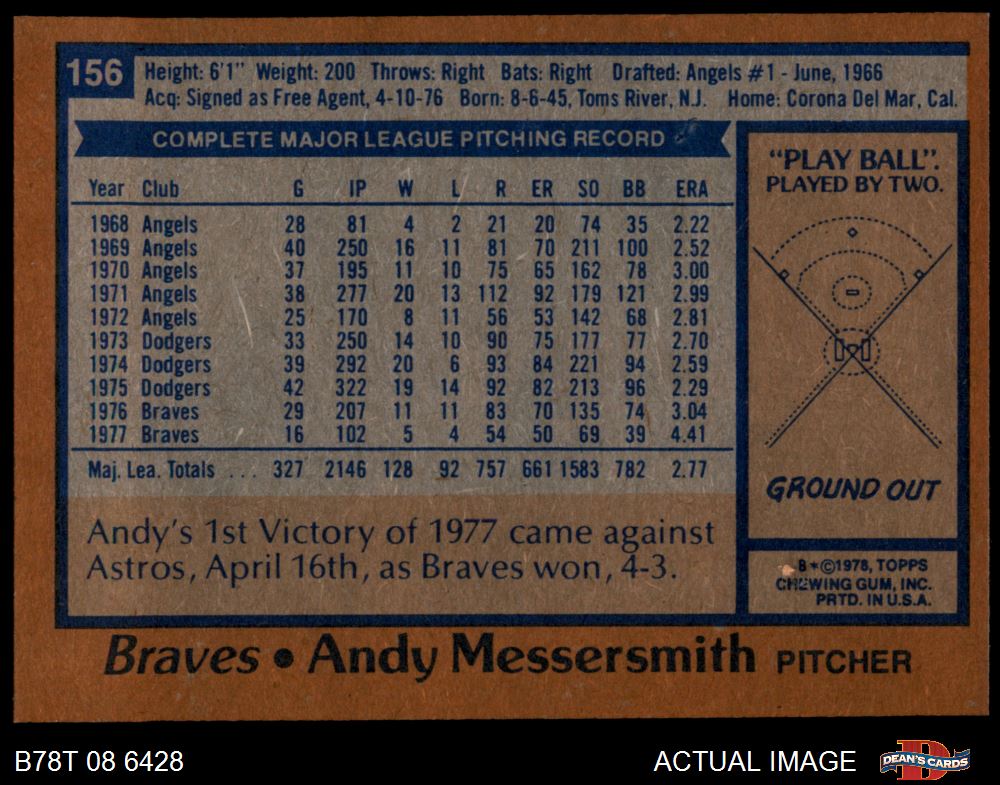 156
Height: 6'1" Weight: 200 Throws: Right Bats: Right Drafted: Angels #1 - June, 1966
Acq: Signed as Free Agent, 4-10-76 Born: 8-6-45, Toms River, N.J. Home: Corona Del Mar, Cal.
COMPLETE MAJOR LEAGUE PITCHING RECORD
Year Club G IP W L R ER SO BB ERA
1968 Angels 28 81 4 2 21 20 74 35 2.22
1969 Angels 40 250 16 11 81 70 211 100 2.52
1970 Angels 37 195 11 10 75 65 162 78 3.00
1971 Angels 38 277 20 13 112 92 179 121 2.99
1972 Angels 25 170 8 11 56 53 142 68 2.81
1973 Dodgers 33 250 14 10 90 75 177 77 2.70
1974 Dodgers 39 292 20 6 93 84 221 94 2.59
1975 Dodgers 42 322 19 14 92 82 213 96 2.29
1976 Braves 29 207 11 11 83 70 135 74 3.04
1977 Braves 16 102 5 4 54 50 69 39 4.41
Maj. Lea. Totals ... 327 2146 128 92 757 661 1583 782 2.77
Andy's 1st Victory of 1977 came against
Astros, April 16th, as Braves won, 4-3.
"PLAY BALL".
PLAYED BY TWO.
GROUND OUT
B*©1978, TOPPS
CHEWING GUM, INC.
PRTD. IN U.S.A.
Braves • Andy Messersmith PITCHER
B78T 08 6428
ACTUAL IMAGE
D
DEAN'S CARDS